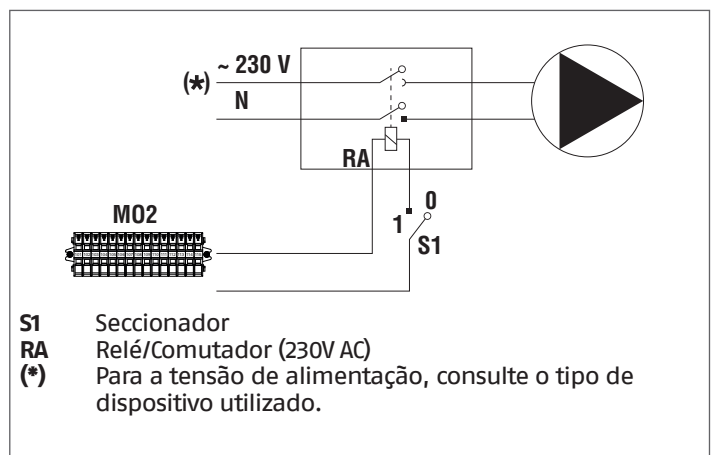 ~ 230 V
(*)
N
RA
MO2
0
1
S1
S1 Seccionador
RA Relé/Comutador (230V AC)
(*) Para a tensão de alimentação, consulte o tipo de
dispositivo utilizado.